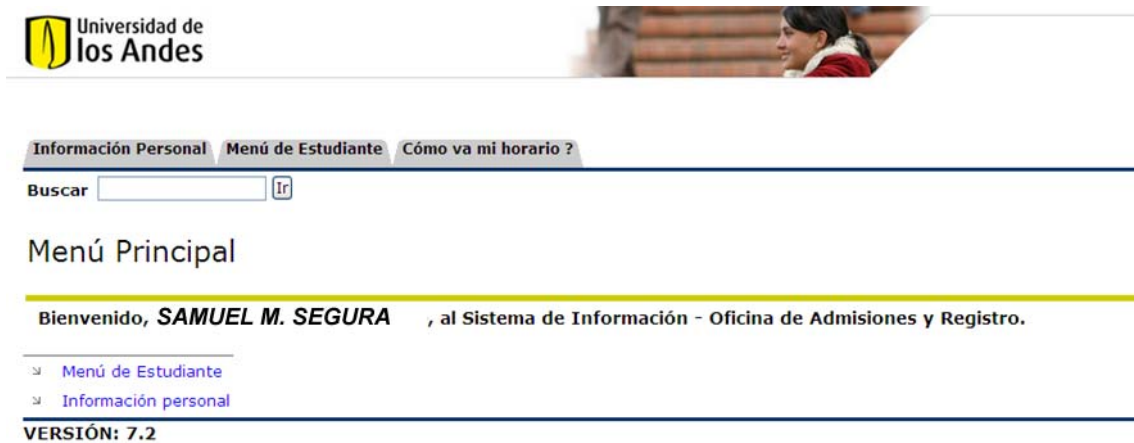 Universidad de
los Andes
Información Personal Menú de Estudiante Cómo va mi horario ?
Buscar Ir
Menú Principal
Bienvenido, SAMUEL M. SEGURA , al Sistema de Información - Oficina de Admisiones y Registro.
Menú de Estudiante
Información personal
VERSIÓN: 7.2